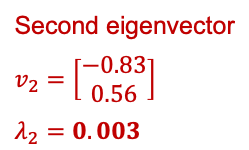 Second eigenvector
v₂ = [−0.83
0.56]
λ₂ = 0.003